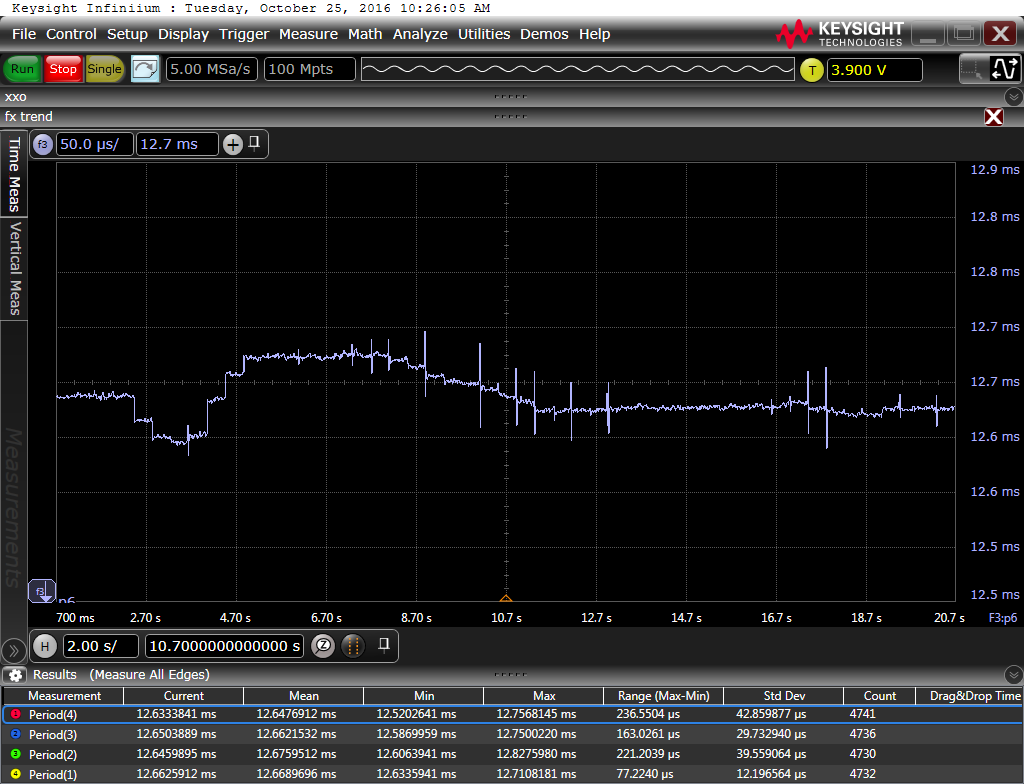 Keysight Infiniium : Tuesday, October 25, 2016 10:26:05 AM
File Control Setup Display Trigger Measure Math Analyze Utilities Demos Help
KEYSIGHT
TECHNOLOGIES
Run Stop Single 5.00 MSa/s 100 Mpts T 3.900 V
xxo
fx trend
f3 50.0 µs/ 12.7 ms
Time Meas
Vertical Meas
Measurements
12.9 ms
12.8 ms
12.8 ms
12.7 ms
12.7 ms
12.6 ms
12.6 ms
12.5 ms
12.5 ms
f3 p6
700 ms 2.70 s 4.70 s 6.70 s 8.70 s 10.7 s 12.7 s 14.7 s 16.7 s 18.7 s 20.7 s F3:p6
H 2.00 s/ 10.7000000000000 s Z
Results (Measure All Edges)
Measurement Current Mean Min Max Range (Max-Min) Std Dev Count Drag&Drop Time
1 Period(4) 12.6333841 ms 12.6476912 ms 12.5202641 ms 12.7568145 ms 236.5504 µs 42.859877 µs 4741
2 Period(3) 12.6503889 ms 12.6621532 ms 12.5869959 ms 12.7500220 ms 163.0261 µs 29.732940 µs 4736
3 Period(2) 12.6459895 ms 12.6759512 ms 12.6063941 ms 12.8275980 ms 221.2039 µs 39.559064 µs 4730
4 Period(1) 12.6625912 ms 12.6689696 ms 12.6335941 ms 12.7108181 ms 77.2240 µs 12.196564 µs 4732